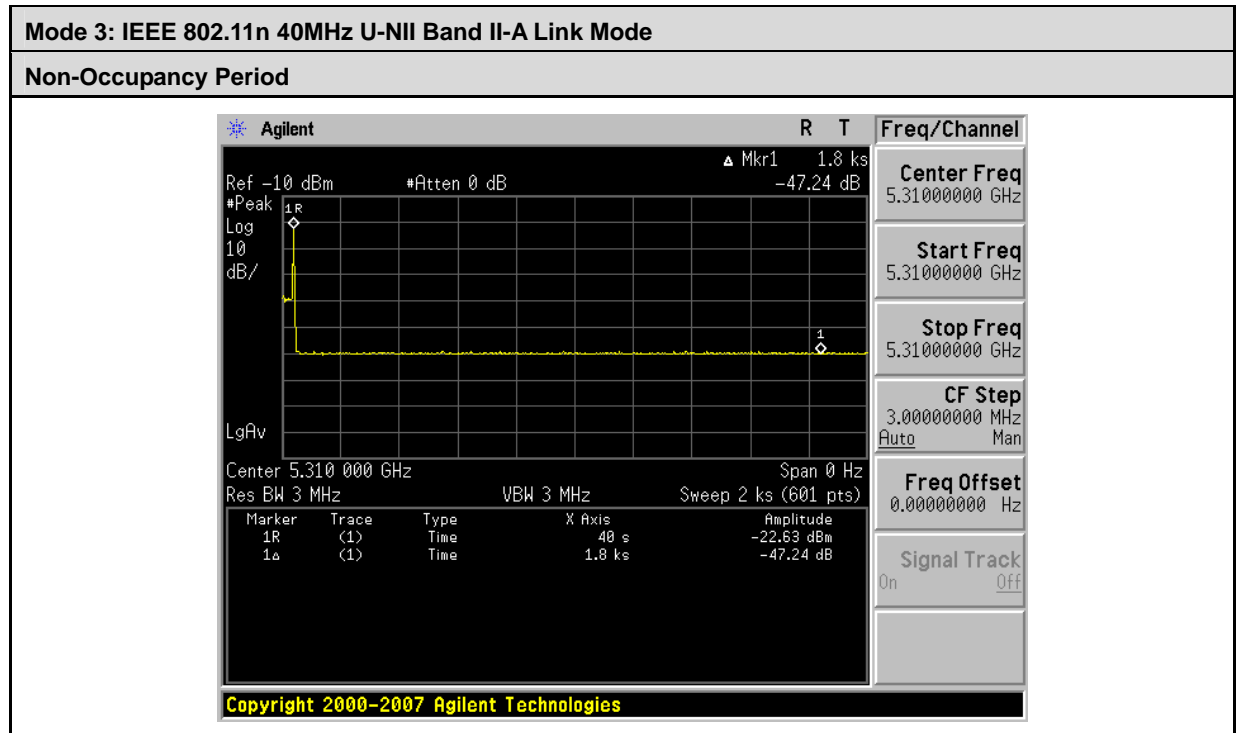 Mode 3: IEEE 802.11n 40MHz U-NII Band II-A Link Mode
Non-Occupancy Period
Agilent R T Freq/Channel
Δ Mkr1 1.8 ks
Ref -10 dBm #Atten 0 dB -47.24 dB
#Peak
Log
10
dB/
1R
1
LgAv
Center 5.310 000 GHz Span 0 Hz
Res BW 3 MHz VBW 3 MHz Sweep 2 ks (601 pts)
Marker Trace Type X Axis Amplitude
1R (1) Time 40 s -22.63 dBm
1Δ (1) Time 1.8 ks -47.24 dB
Center Freq
5.31000000 GHz
Start Freq
5.31000000 GHz
Stop Freq
5.31000000 GHz
CF Step
3.00000000 MHz
Auto Man
Freq Offset
0.00000000 Hz
Signal Track
On Off
Copyright 2000-2007 Agilent Technologies